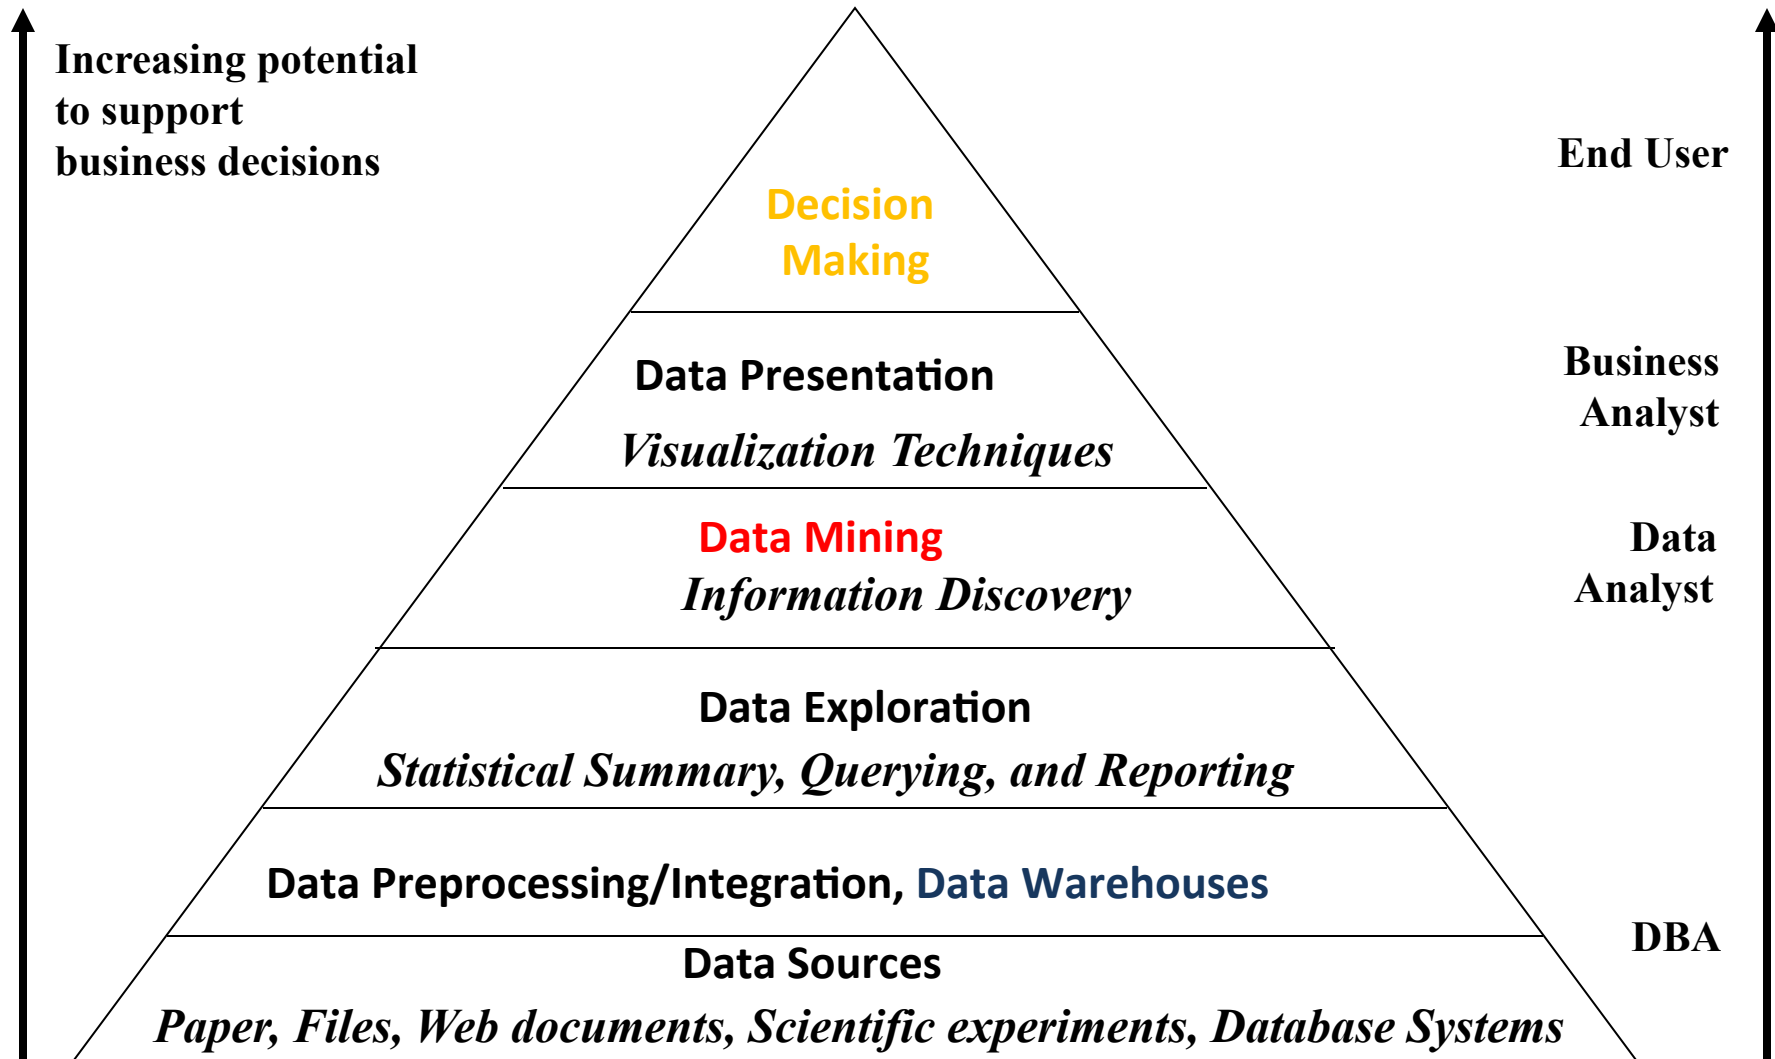 Increasing potential
to support
business decisions
End User
Decision
Making
Data Presentation
Visualization Techniques
Business
Analyst
Data Mining
Information Discovery
Data
Analyst
Data Exploration
Statistical Summary, Querying, and Reporting
Data Preprocessing/Integration, Data Warehouses
DBA
Data Sources
Paper, Files, Web documents, Scientific experiments, Database Systems